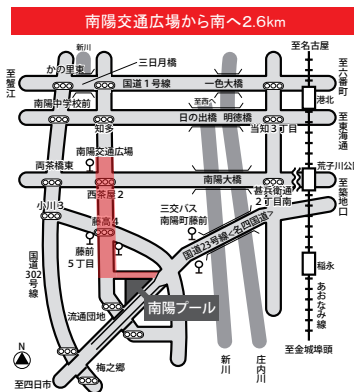 南陽交通広場から南へ2.6km
至名古屋
新川
三日月橋
かの里東
至蟹江
国道1号線
一色大橋
至六番町
港北
南陽中学校前
至西へ
日の出橋
明徳橋
知多
当知3丁目
至東海通
南陽交通広場
両茶橋東
荒子川公園
西茶屋2
南陽大橋
甚兵衛通
2丁目南
小川3
藤高4
三交バス
南陽町藤前
至築地口
藤前
5丁目
国道23号線<名四国道>
国道
302
号線
稲永
流通団地
南陽プール
あおなみ線
N
梅之郷
至四日市
新川
庄内川
至金城埠頭